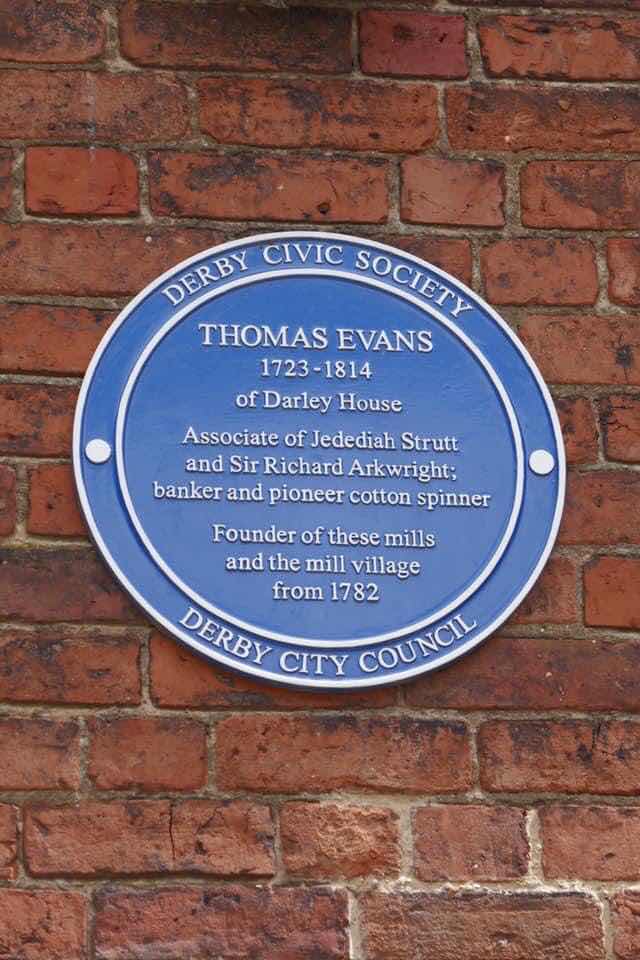 DERBY CIVIC SOCIETY
THOMAS EVANS
1723-1814
of Darley House
Associate of Jedediah Strutt
and Sir Richard Arkwright;
banker and pioneer cotton spinner
Founder of these mills
and the mill village
from 1782
DERBY CITY COUNCIL